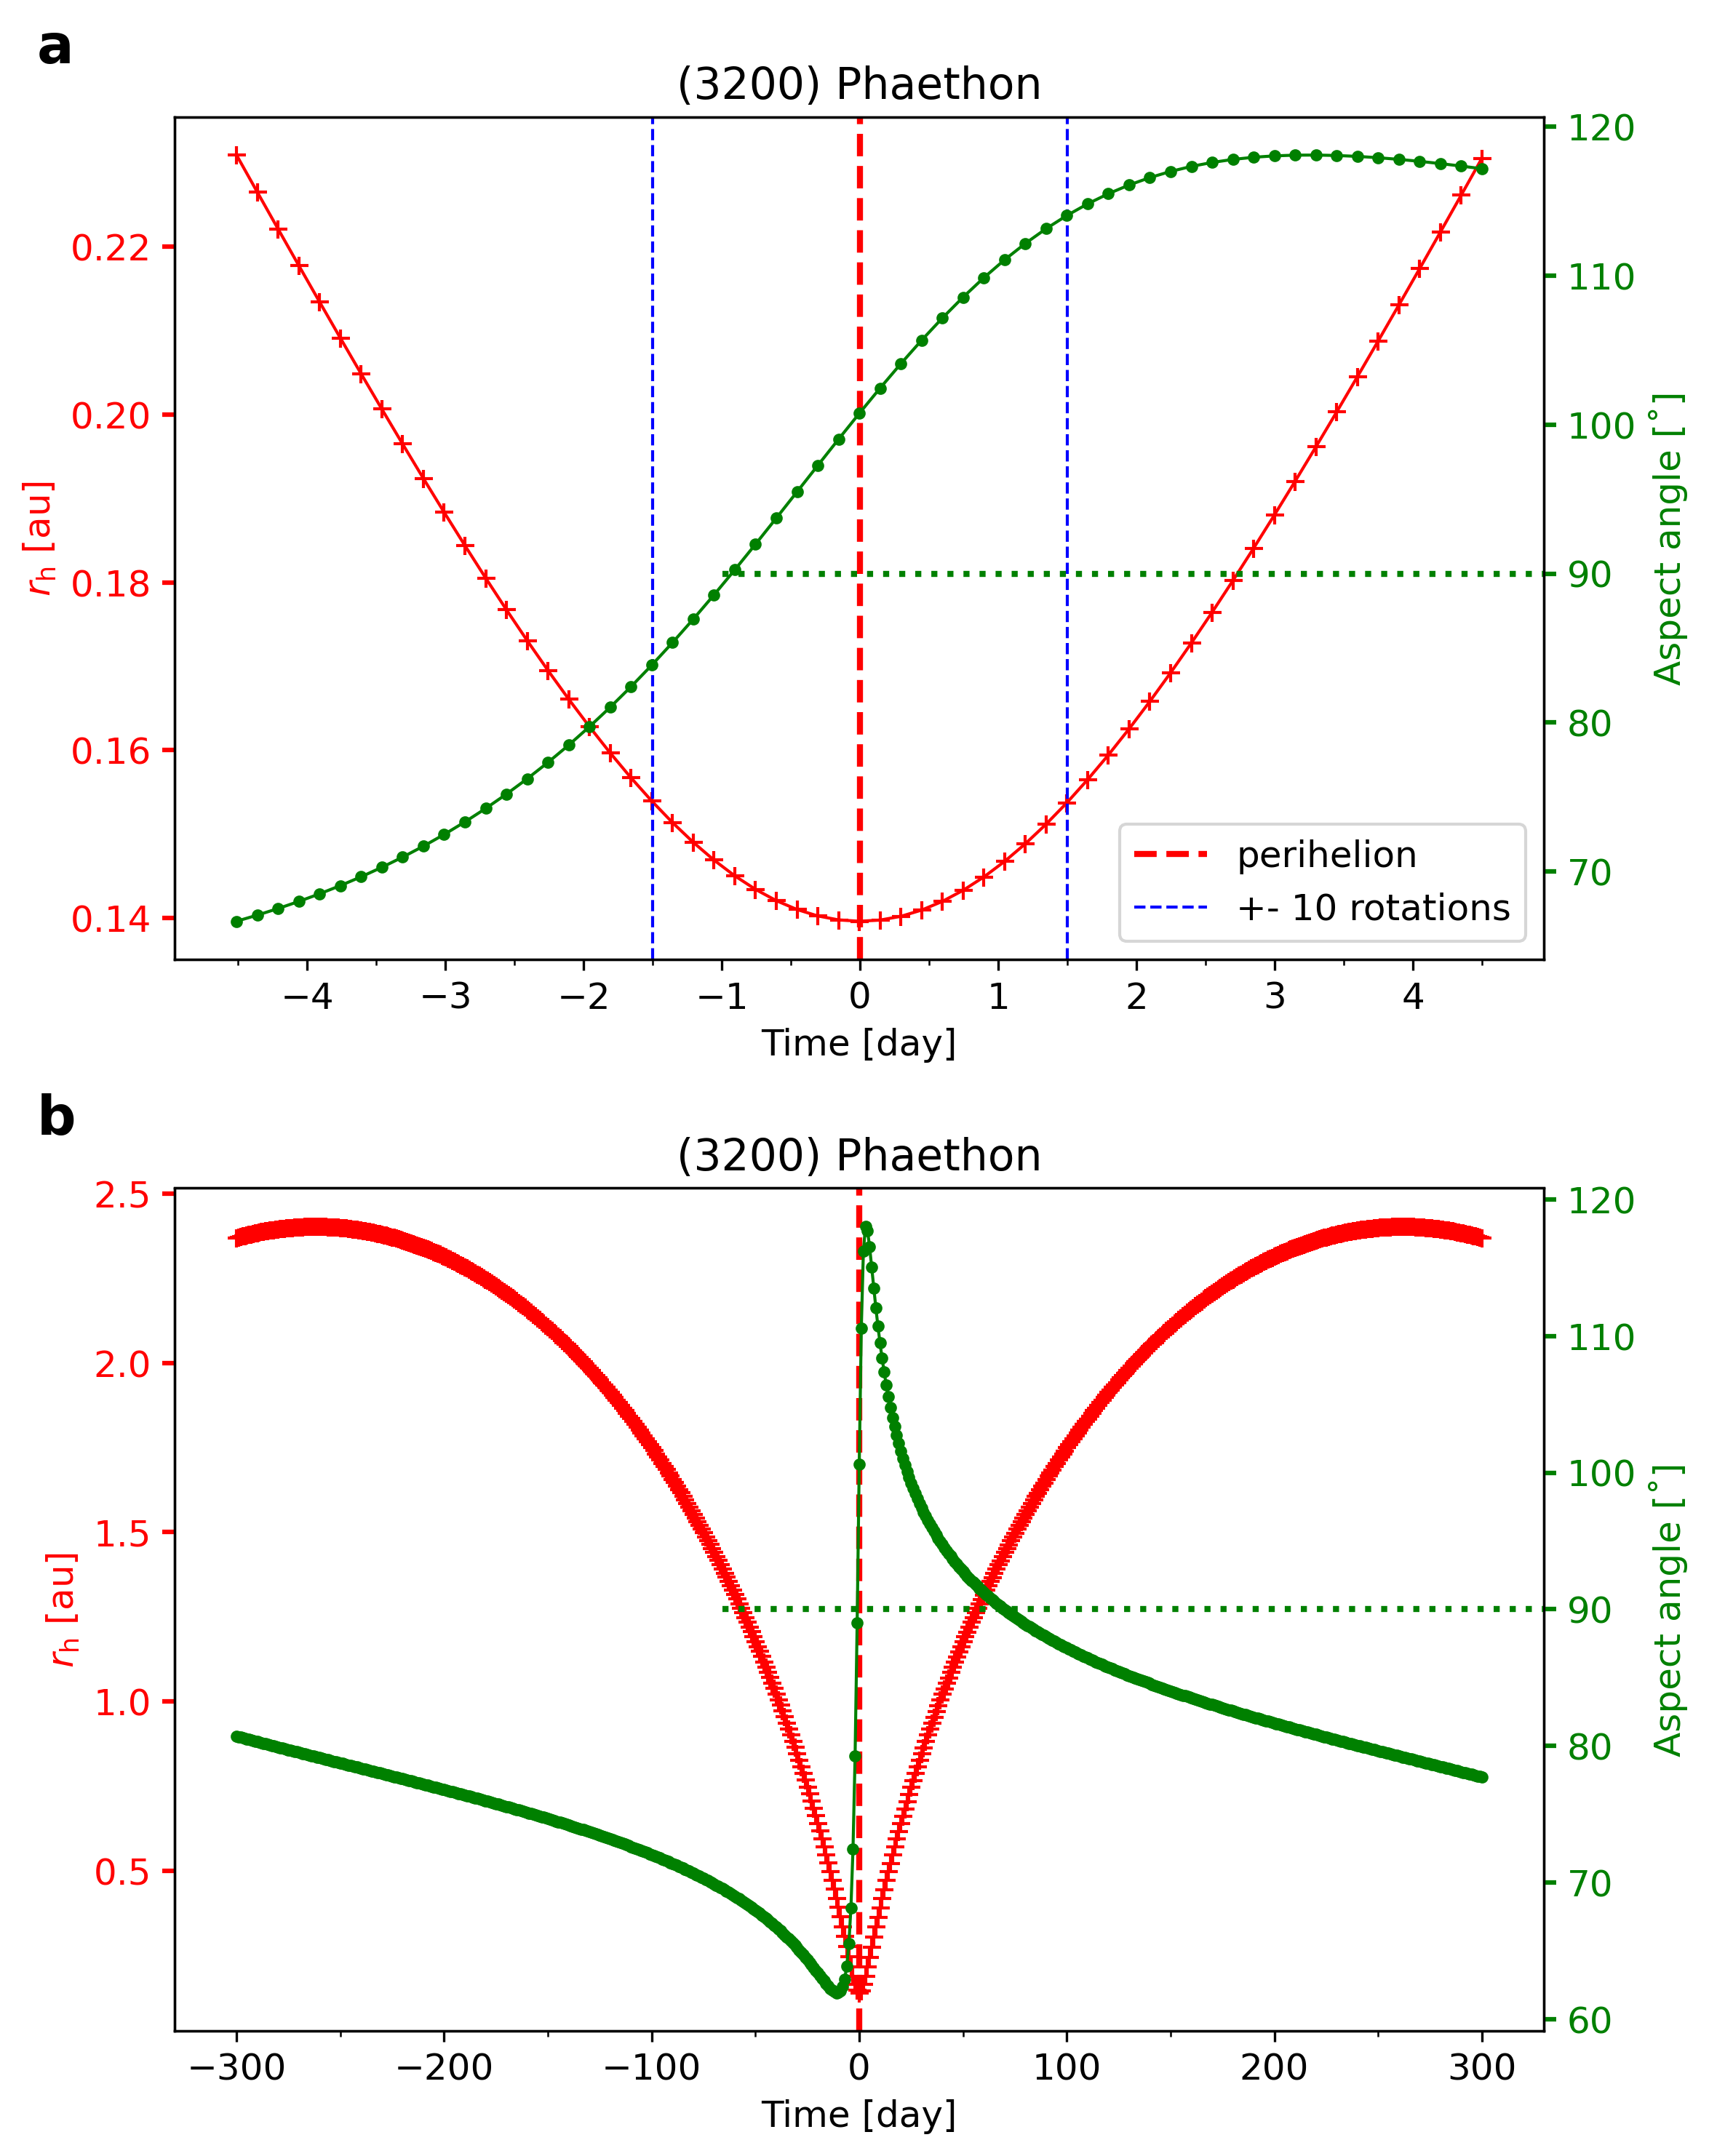 a
(3200) Phaethon
0.22
0.20
0.18
0.16
0.14
r_h [au]
120
110
100
90
80
70
Aspect angle [°]
perihelion
+- 10 rotations
−4 −3 −2 −1 0 1 2 3 4
Time [day]
b
(3200) Phaethon
2.5
2.0
1.5
1.0
0.5
r_h [au]
120
110
100
90
80
70
60
Aspect angle [°]
−300 −200 −100 0 100 200 300
Time [day]